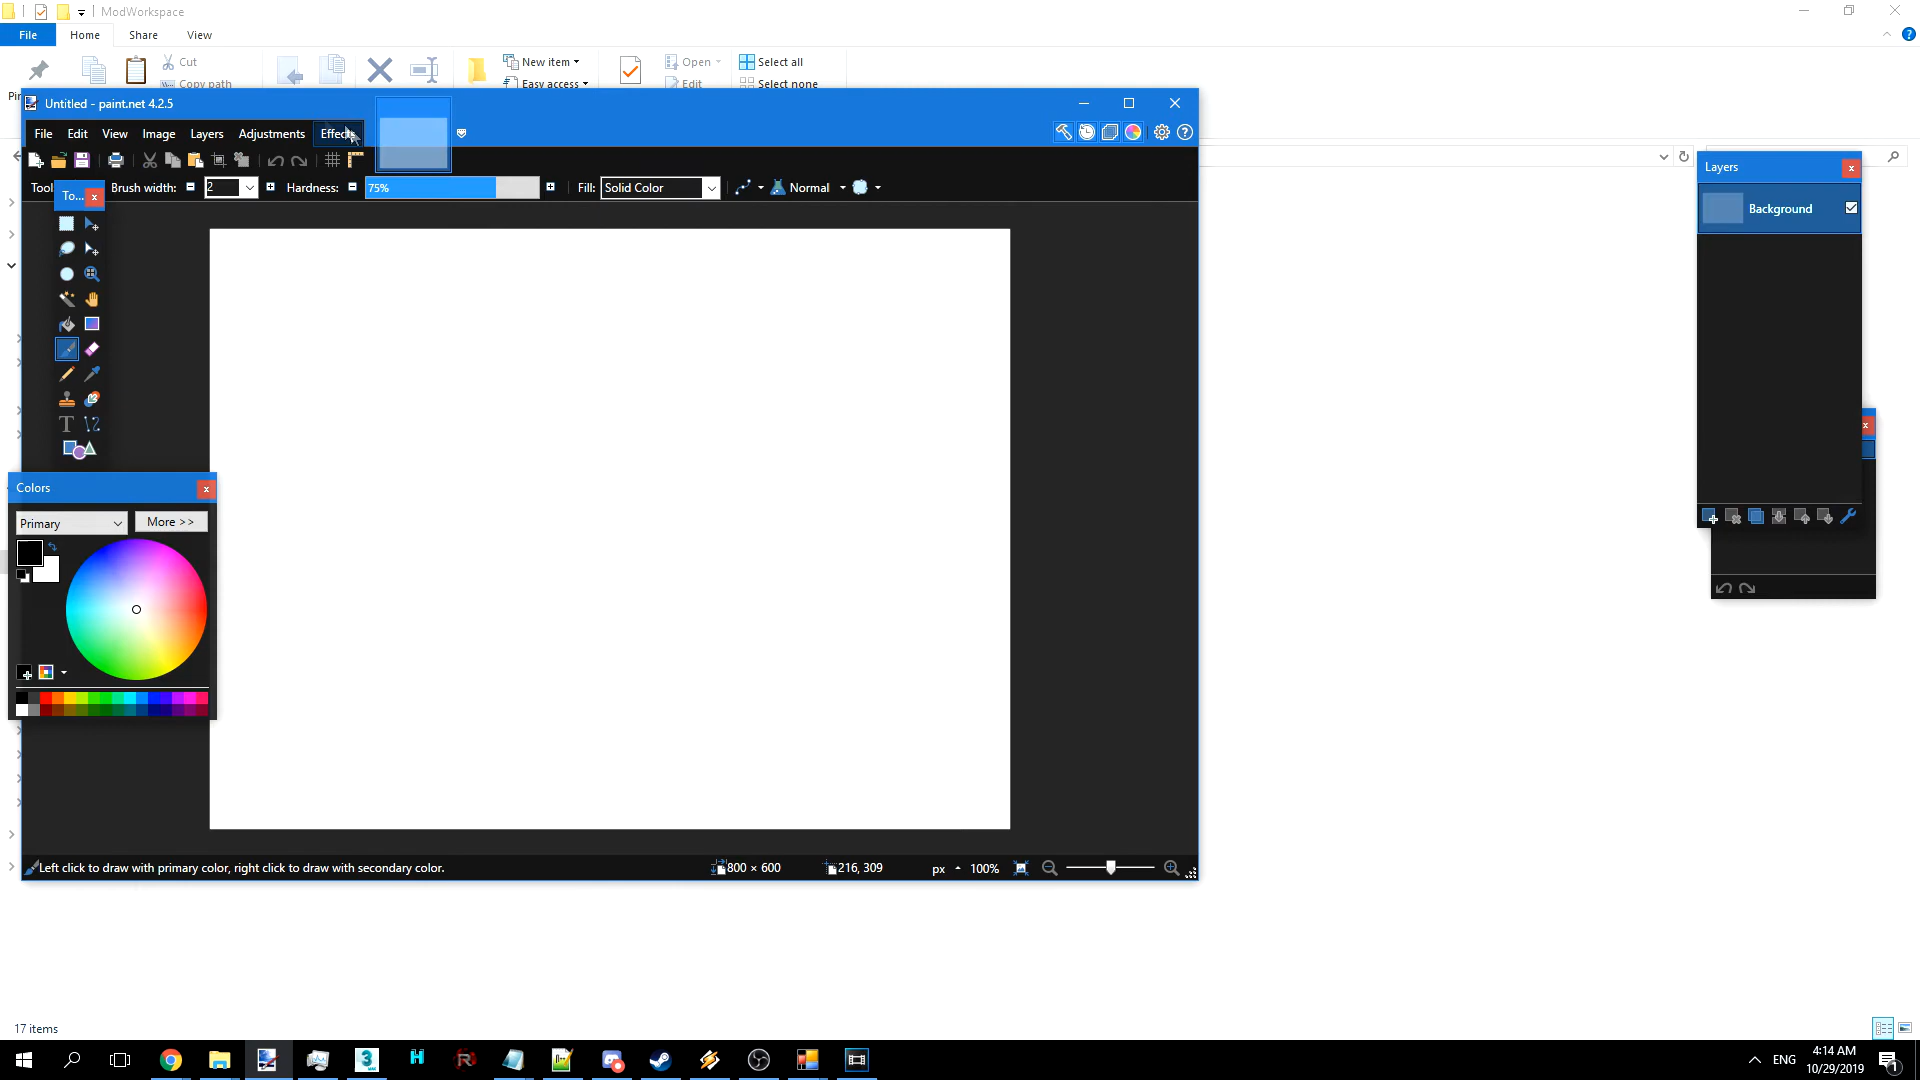 ModWorkspace
File Home Share View
Cut New item Open Select all
Copy path Easy access Edit Select none
Untitled - paint.net 4.2.5
File Edit View Image Layers Adjustments Effects
Layers
Tool Brush width: 2 Hardness: 75% Fill: Solid Color Normal
To...
Background
Colors
Primary More >>
Left click to draw with primary color, right click to draw with secondary color. 800 × 600 216, 309 px 100%
17 items
ENG 4:14 AM
10/29/2019